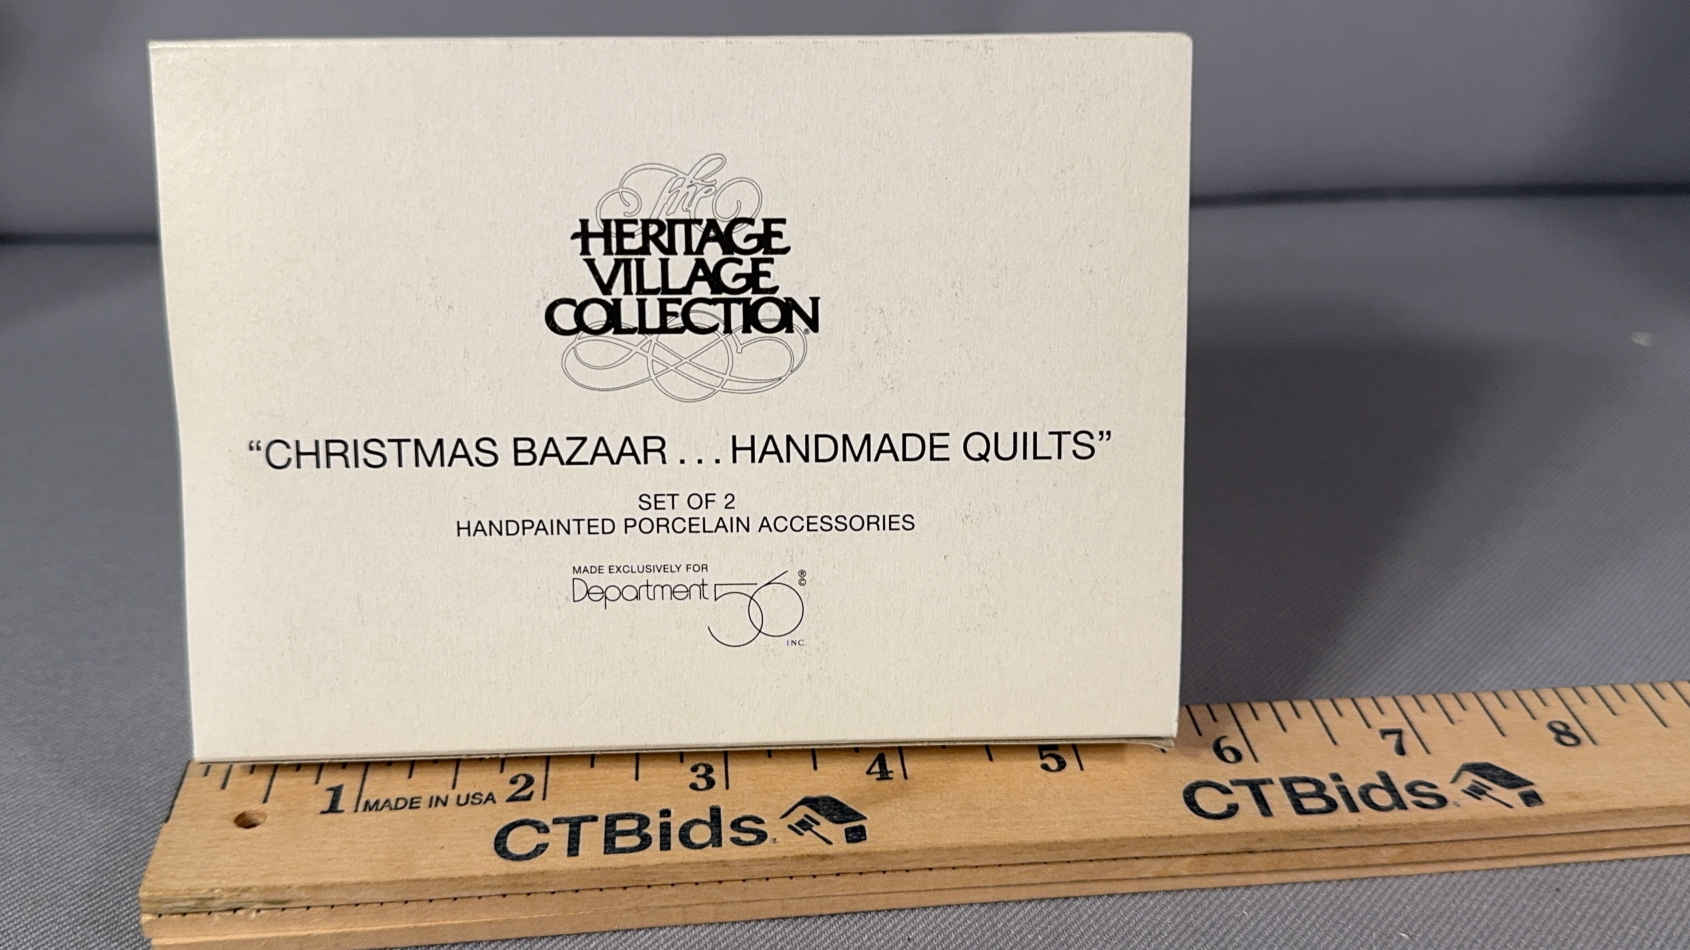 The
HERITAGE
VILLAGE
COLLECTION®
“CHRISTMAS BAZAAR . . . HANDMADE QUILTS”
SET OF 2
HANDPAINTED PORCELAIN ACCESSORIES
MADE EXCLUSIVELY FOR
Department 56 ® ©
INC.
1 MADE IN USA 2 3 4 5 6 7 8
CTBids CTBids